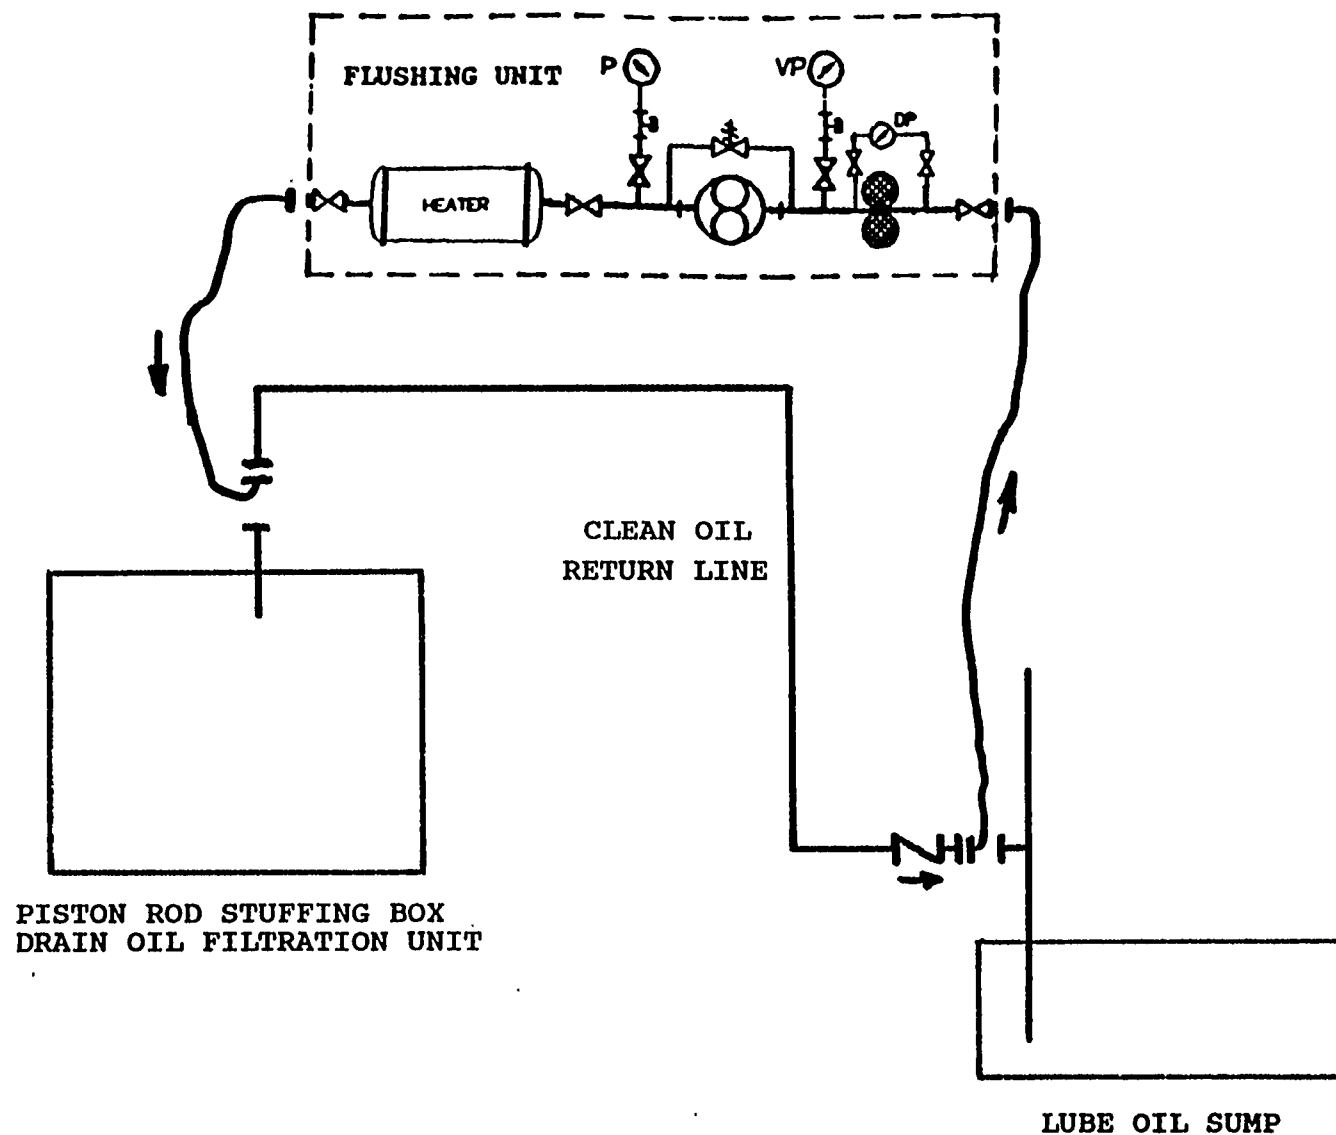 FLUSHING UNIT
P
VP
DP
HEATER
CLEAN OIL
RETURN LINE
PISTON ROD STUFFING BOX
DRAIN OIL FILTRATION UNIT
LUBE OIL SUMP